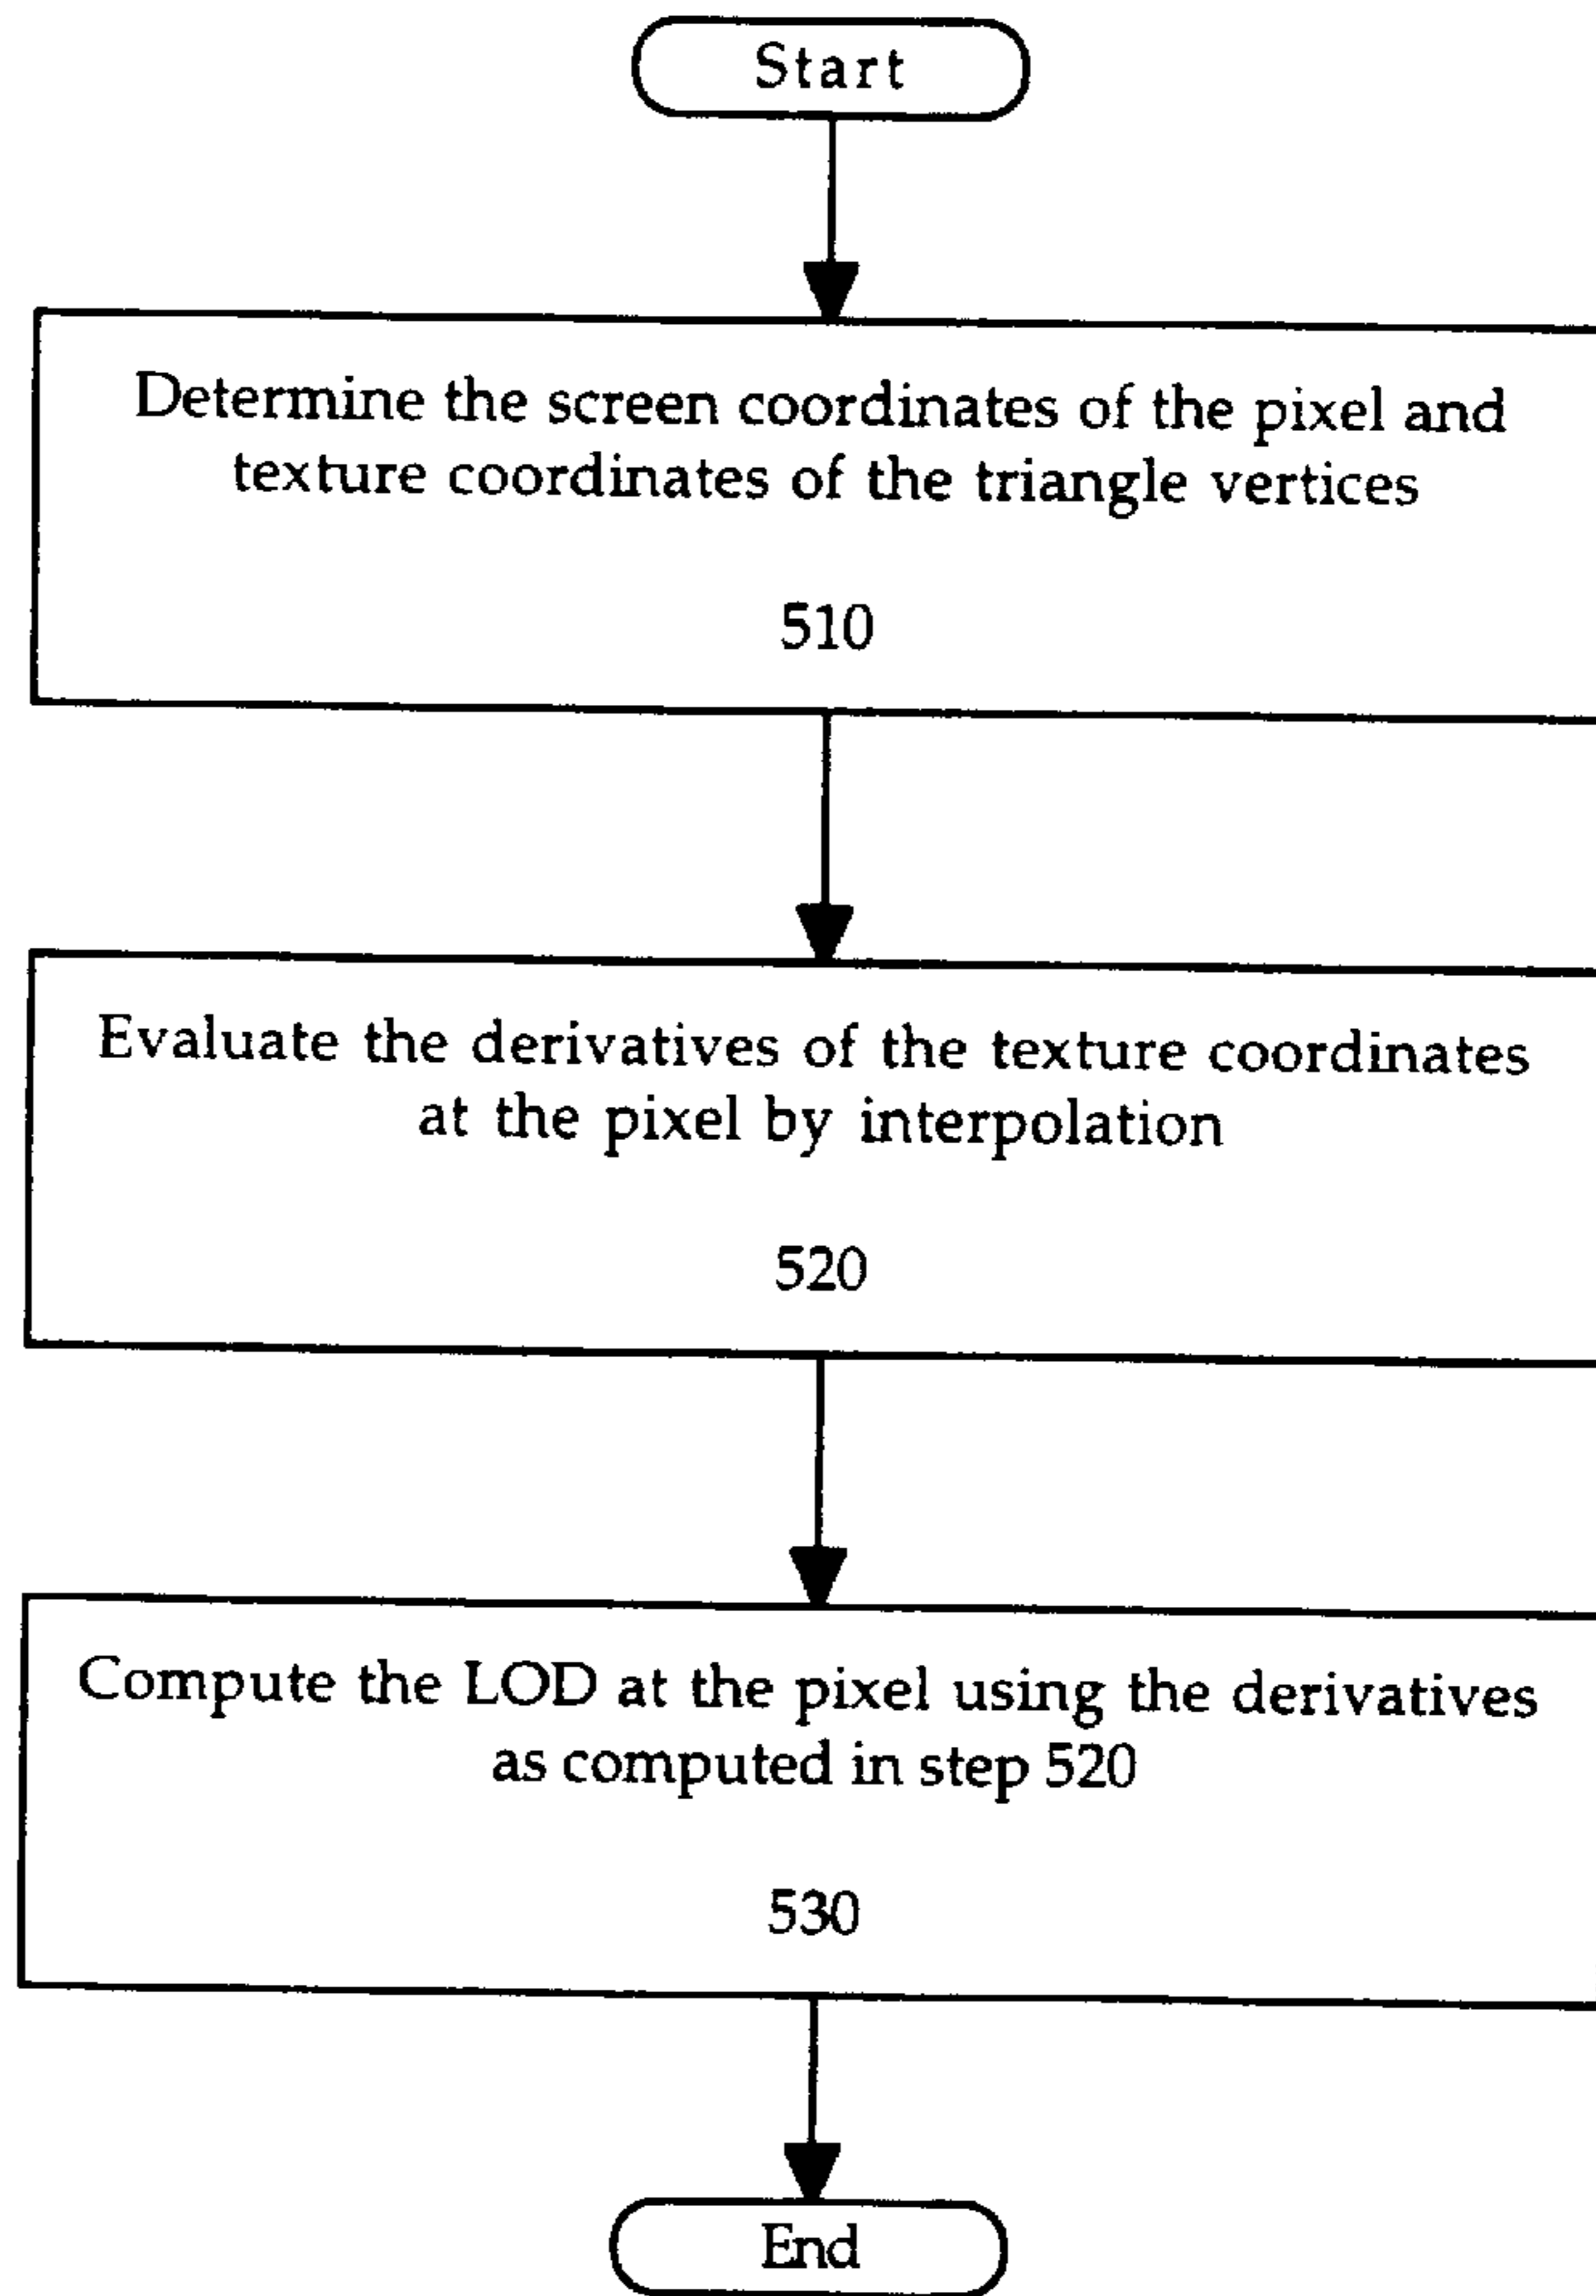 Start
Determine the screen coordinates of the pixel and
texture coordinates of the triangle vertices
510
Evaluate the derivatives of the texture coordinates
at the pixel by interpolation
520
Compute the LOD at the pixel using the derivatives
as computed in step 520
530
End